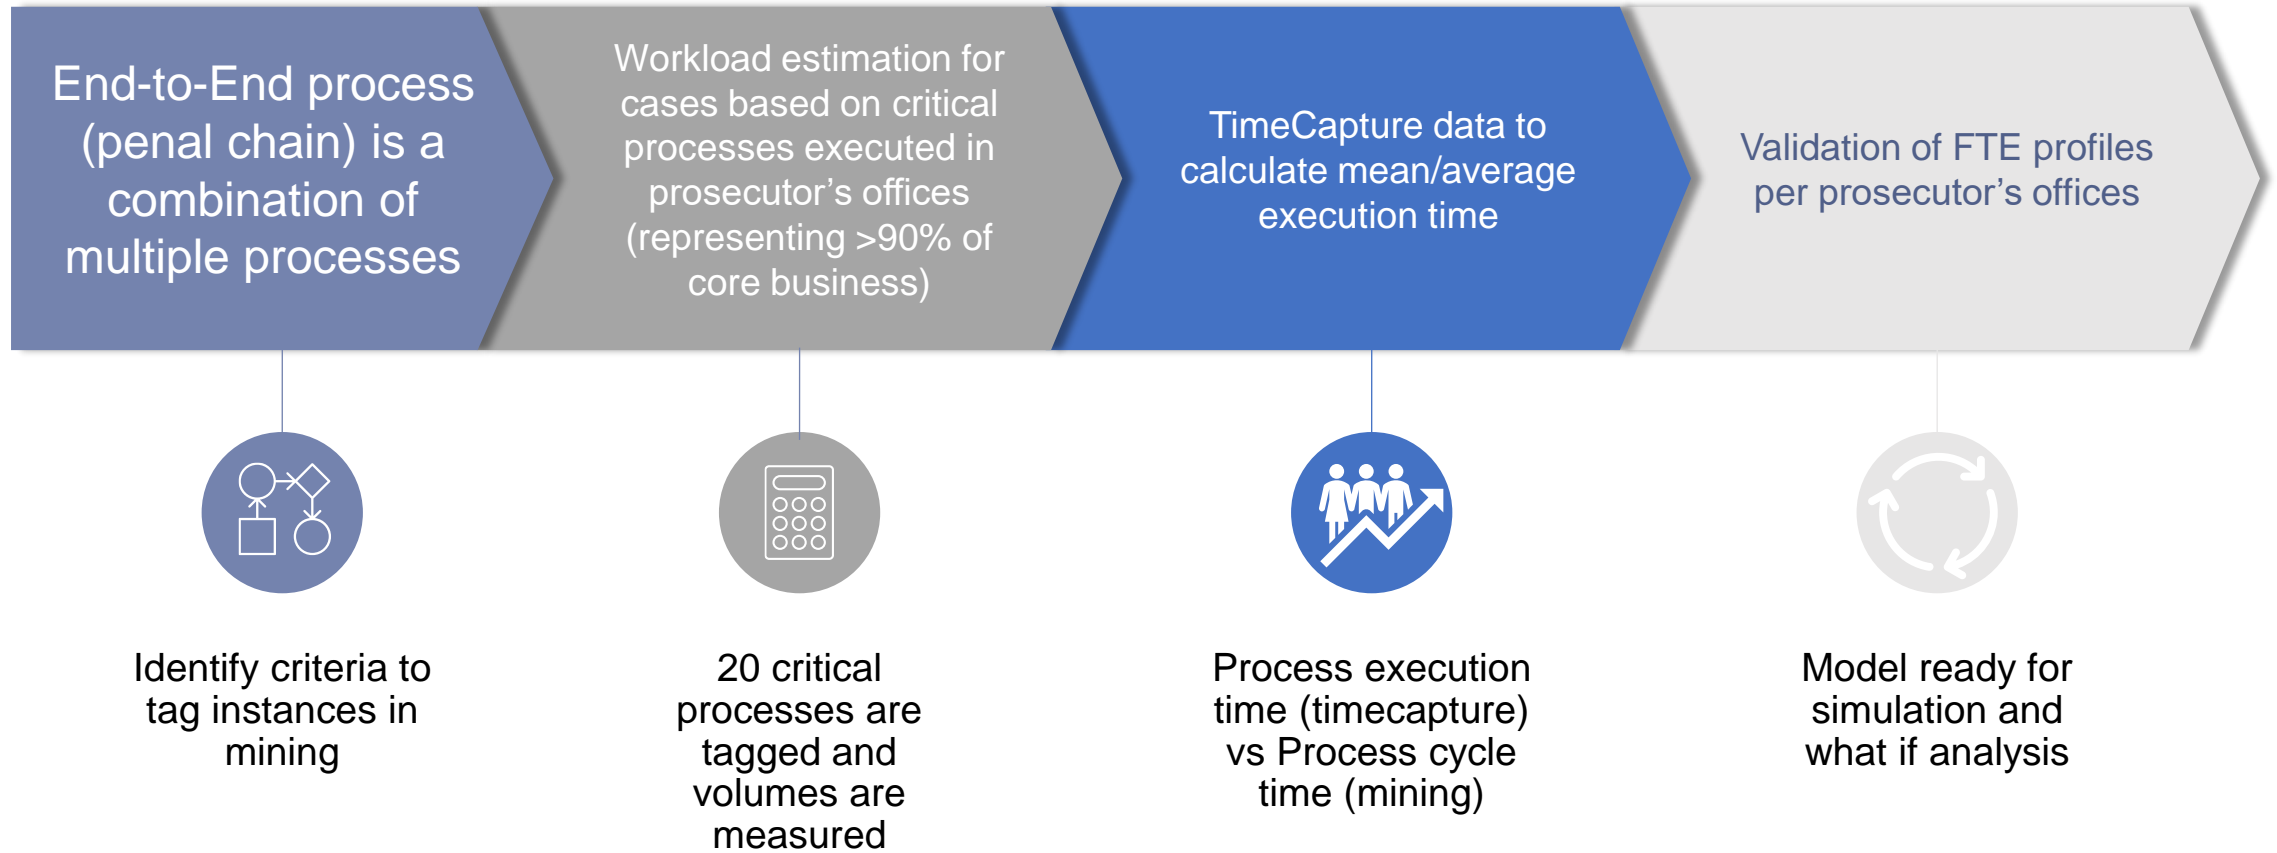 End-to-End process
(penal chain) is a
combination of
multiple processes
Workload estimation for
cases based on critical
processes executed in
prosecutor’s offices
(representing >90% of
core business)
TimeCapture data to
calculate mean/average
execution time
Validation of FTE profiles
per prosecutor’s offices
Identify criteria to
tag instances in
mining
20 critical
processes are
tagged and
volumes are
measured
Process execution
time (timecapture)
vs Process cycle
time (mining)
Model ready for
simulation and
what if analysis